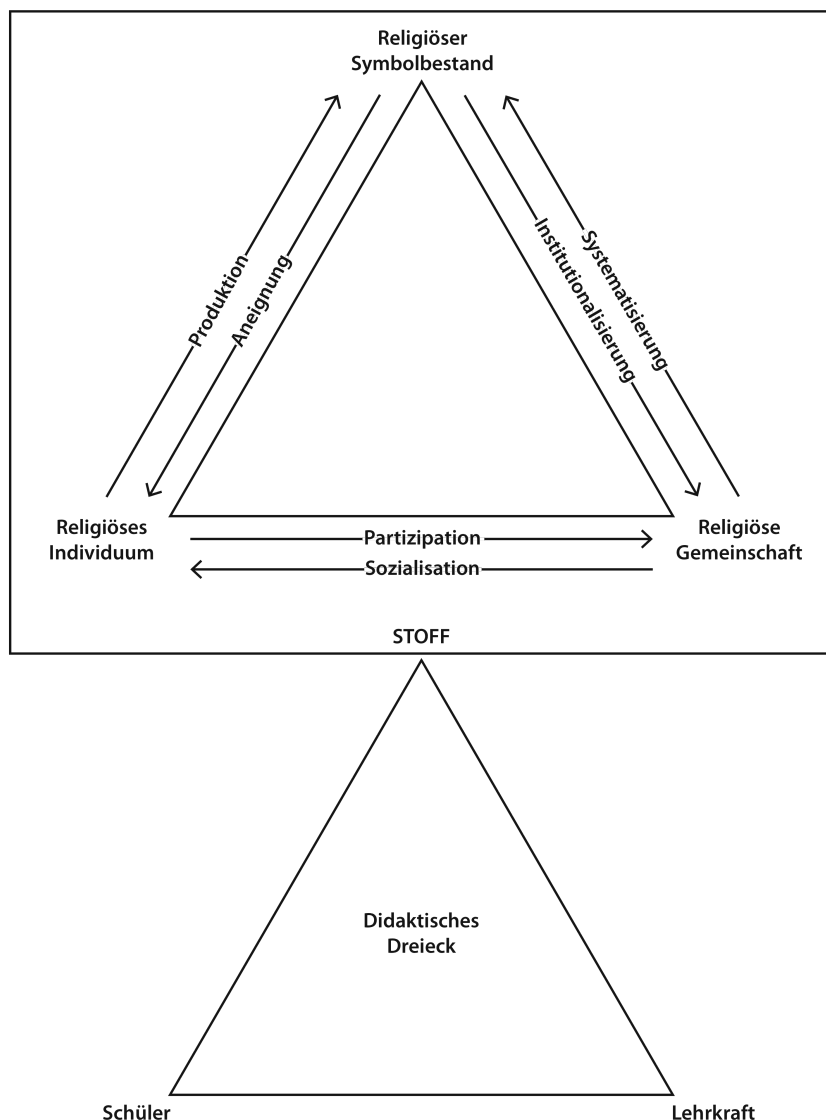 Religiöser
Symbolbestand
Produktion
Aneignung
Institutionalisierung
Systematisierung
Religiöses
Individuum
Religiöse
Gemeinschaft
Partizipation
Sozialisation
STOFF
Didaktisches
Dreieck
Schüler
Lehrkraft